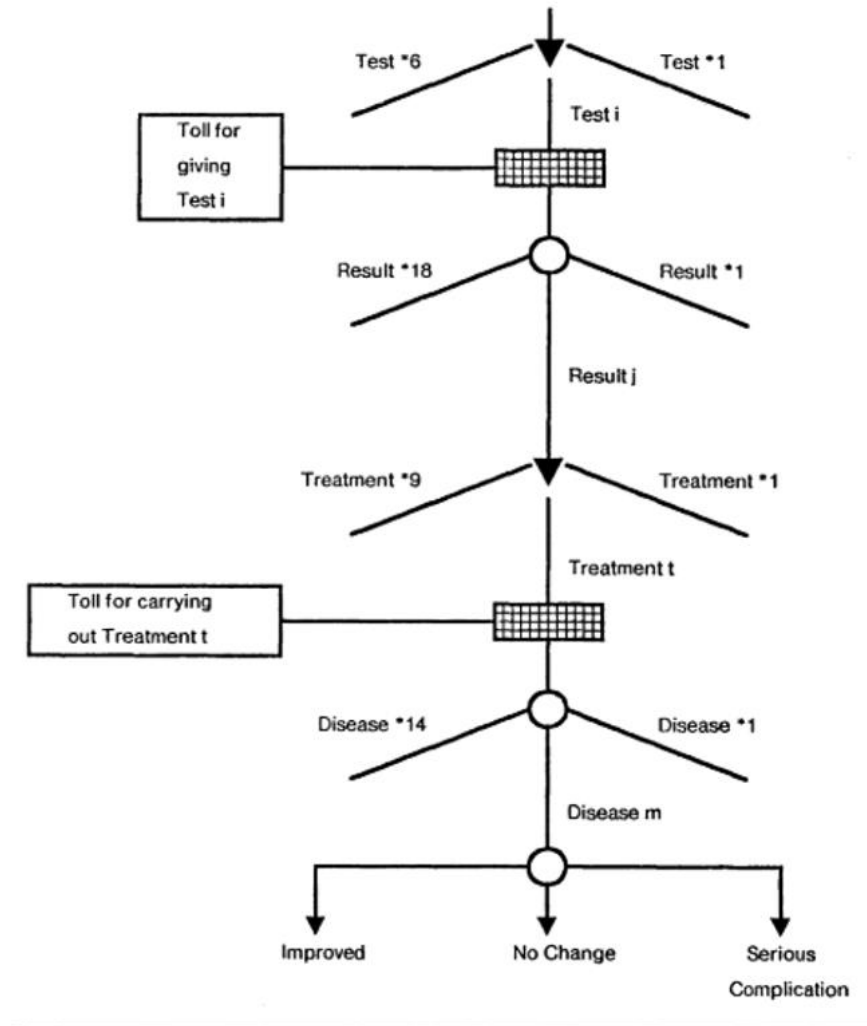 Test *6
Test *1
Test i
Toll for
giving
Test i
Result *18
Result *1
Result j
Treatment *9
Treatment *1
Treatment t
Toll for carrying
out Treatment t
Disease *14
Disease *1
Disease m
Improved
No Change
Serious
Complication